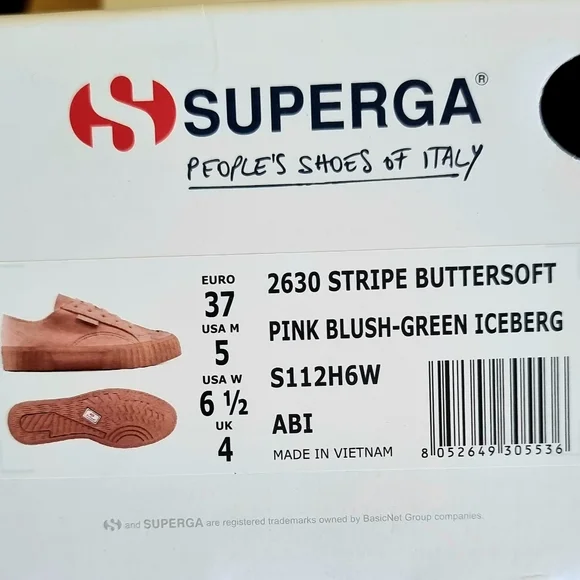 SUPERGA®
PEOPLE'S SHOES OF ITALY
EURO
37
USA M
5
USA W
6 ½
UK
4
2630 STRIPE BUTTERSOFT
PINK BLUSH-GREEN ICEBERG
S112H6W
ABI
MADE IN VIETNAM
8 052649 305536
and SUPERGA are registered trademarks owned by BasicNet Group companies.